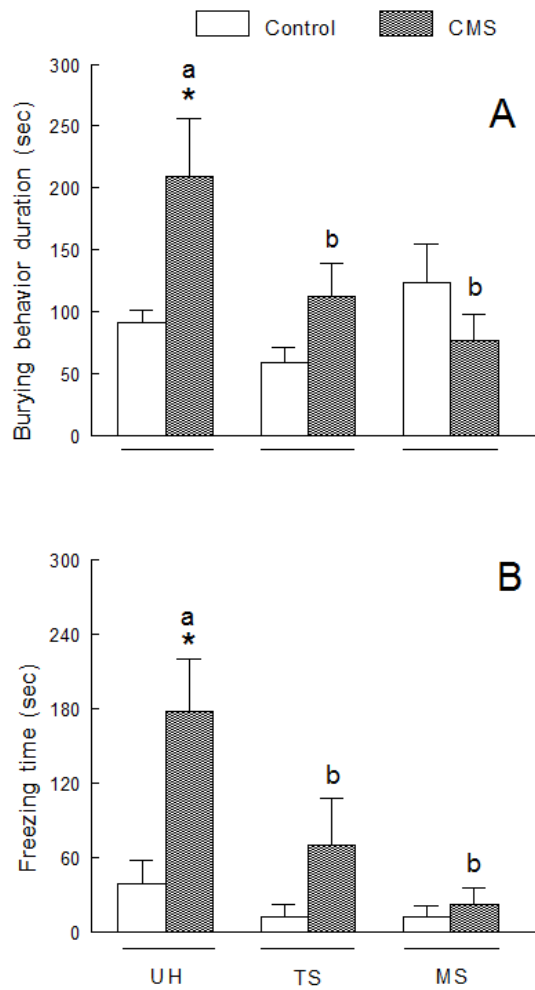 Control CMS
A
Burying behavior duration (sec)
300
250
200
150
100
50
0
a
*
b
b
B
Freezing time (sec)
300
240
180
120
60
0
a
*
b
b
UH TS MS